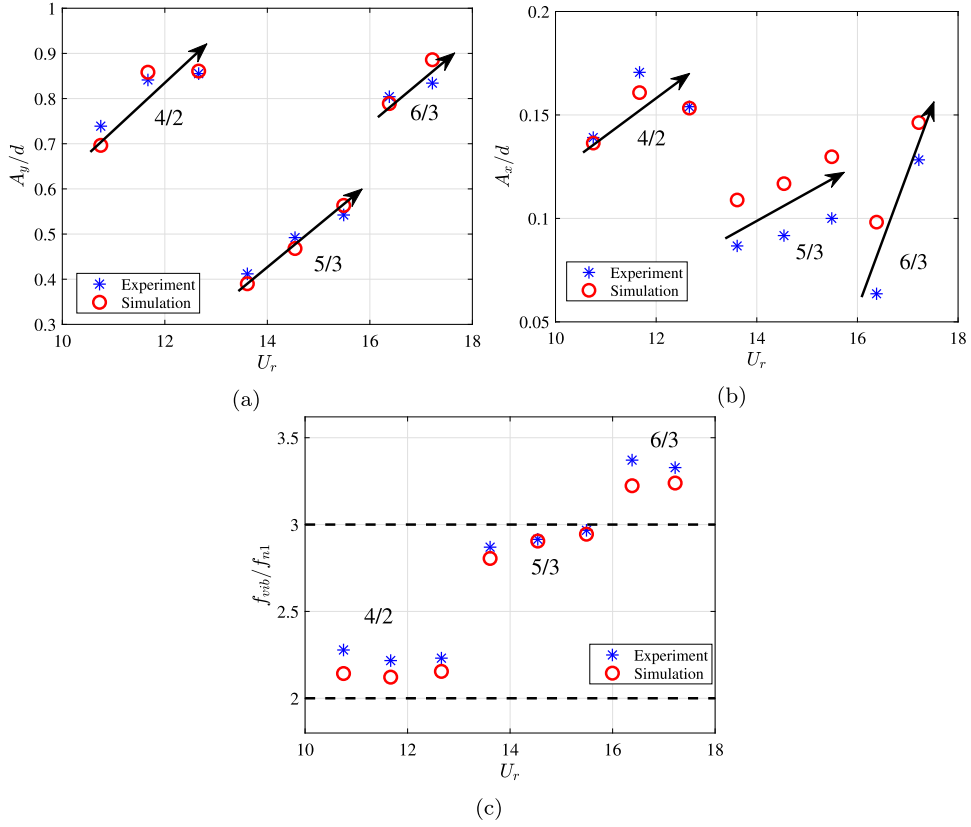 1
0.9
0.8
0.7
0.6
0.5
0.4
0.3
A_y/d
4/2
6/3
5/3
Experiment
Simulation
10 12 14 16 18
U_r
(a)
0.2
0.15
0.1
0.05
A_x/d
4/2
5/3
6/3
Experiment
Simulation
10 12 14 16 18
U_r
(b)
3.5
3
2.5
2
f_vib/f_n1
6/3
5/3
4/2
Experiment
Simulation
10 12 14 16 18
U_r
(c)